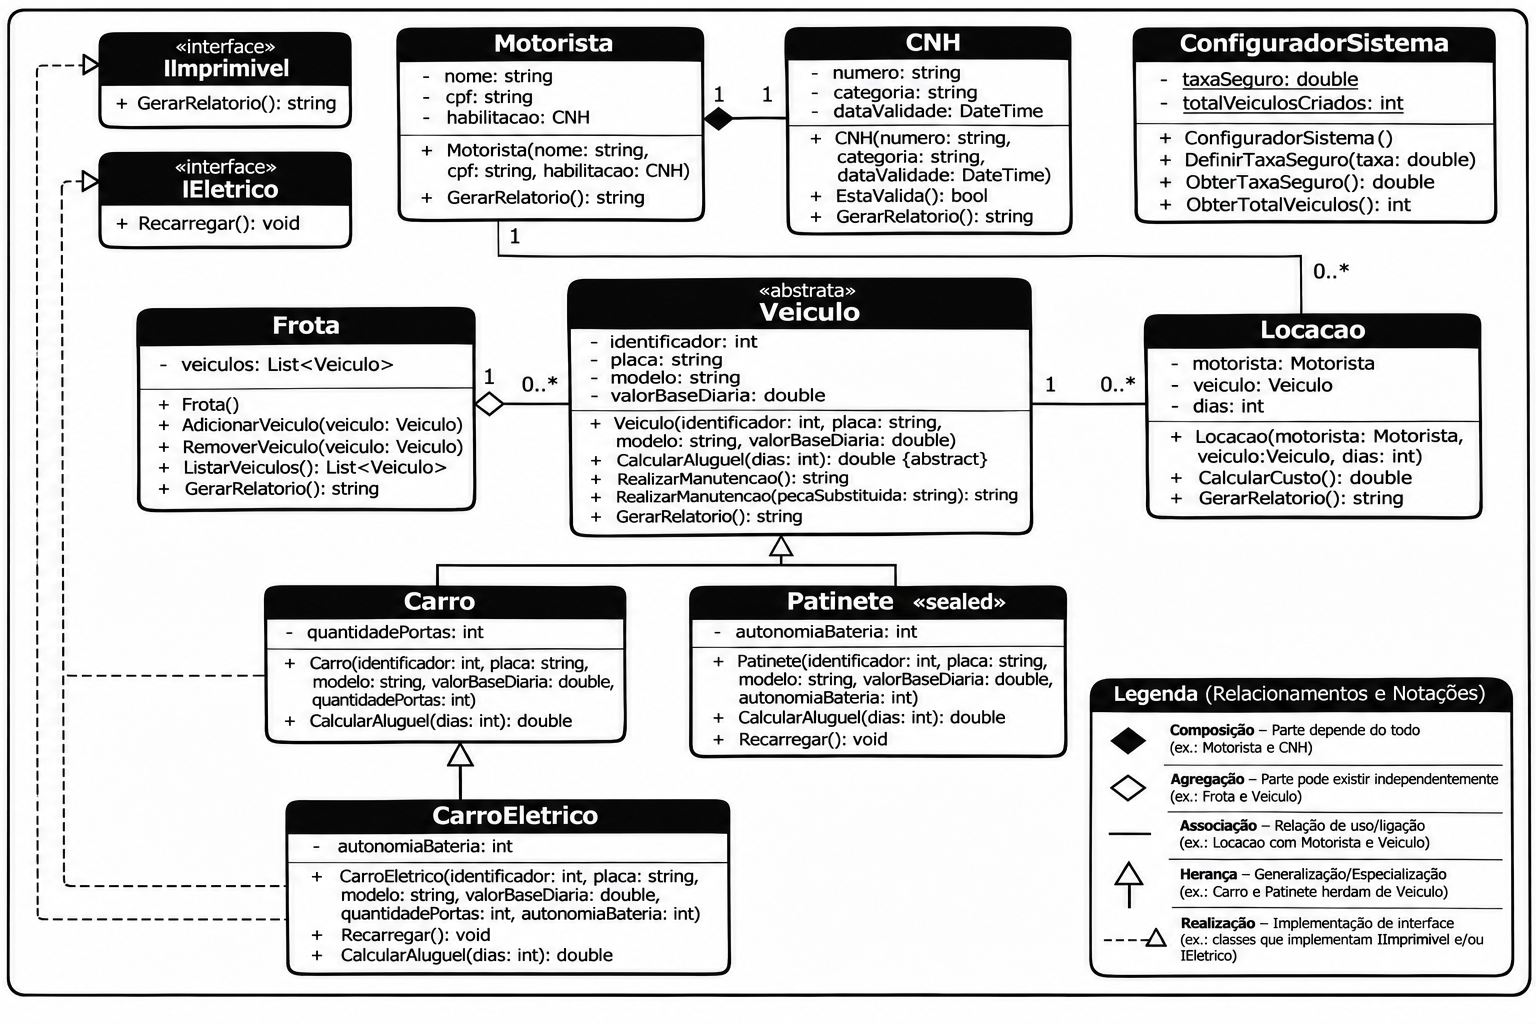 «interface»
IImprimivel
+ GerarRelatorio(): string
«interface»
IEletrico
+ Recarregar(): void
Motorista
- nome: string
- cpf: string
- habilitacao: CNH
+ Motorista(nome: string,
cpf: string, habilitacao: CNH)
+ GerarRelatorio(): string
1
1
CNH
- numero: string
- categoria: string
- dataValidade: DateTime
+ CNH(numero: string,
categoria: string,
dataValidade: DateTime)
+ EstaValida(): bool
+ GerarRelatorio(): string
ConfiguradorSistema
- taxaSeguro: double
- totalVeiculosCriados: int
+ ConfiguradorSistema()
+ DefinirTaxaSeguro(taxa: double)
+ ObterTaxaSeguro(): double
+ ObterTotalVeiculos(): int
1
0..*
Frota
- veiculos: List<Veiculo>
+ Frota()
+ AdicionarVeiculo(veiculo: Veiculo)
+ RemoverVeiculo(veiculo: Veiculo)
+ ListarVeiculos(): List<Veiculo>
+ GerarRelatorio(): string
1
0..*
«abstrata»
Veiculo
- identificador: int
- placa: string
- modelo: string
- valorBaseDiaria: double
+ Veiculo(identificador: int, placa: string,
modelo: string, valorBaseDiaria: double)
+ CalcularAluguel(dias: int): double {abstract}
+ RealizarManutencao(): string
+ RealizarManutencao(pecaSubstituida: string): string
+ GerarRelatorio(): string
1
0..*
Locacao
- motorista: Motorista
- veiculo: Veiculo
- dias: int
+ Locacao(motorista: Motorista,
veiculo:Veiculo, dias: int)
+ CalcularCusto(): double
+ GerarRelatorio(): string
Carro
- quantidadePortas: int
+ Carro(identificador: int, placa: string,
modelo: string, valorBaseDiaria: double,
quantidadePortas: int)
+ CalcularAluguel(dias: int): double
Patinete «sealed»
- autonomiaBateria: int
+ Patinete(identificador: int, placa: string,
modelo: string, valorBaseDiaria: double,
autonomiaBateria: int)
+ CalcularAluguel(dias: int): double
+ Recarregar(): void
CarroEletrico
- autonomiaBateria: int
+ CarroEletrico(identificador: int, placa: string,
modelo: string, valorBaseDiaria: double,
quantidadePortas: int, autonomiaBateria: int)
+ Recarregar(): void
+ CalcularAluguel(dias: int): double
Legenda (Relacionamentos e Notações)
Composição – Parte depende do todo
(ex.: Motorista e CNH)
Agregação – Parte pode existir independentemente
(ex.: Frota e Veiculo)
Associação – Relação de uso/ligação
(ex.: Locacao com Motorista e Veiculo)
Herança – Generalização/Especialização
(ex.: Carro e Patinete herdam de Veiculo)
Realização – Implementação de interface
(ex.: classes que implementam IImprimivel e/ou
IEletrico)